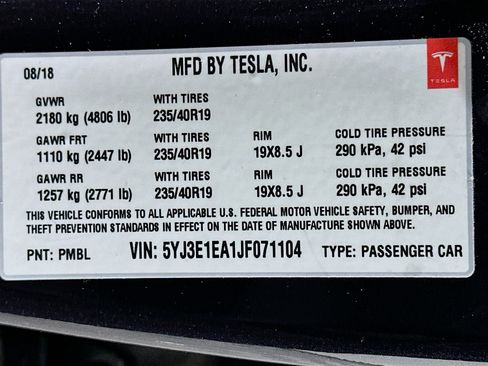 08/18 MFD BY TESLA, INC.
TESLA
GVWR WITH TIRES
2180 kg (4806 lb) 235/40R19
GAWR FRT WITH TIRES RIM COLD TIRE PRESSURE
1110 kg (2447 lb) 235/40R19 19X8.5 J 290 kPa, 42 psi
GAWR RR WITH TIRES RIM COLD TIRE PRESSURE
1257 kg (2771 lb) 235/40R19 19X8.5 J 290 kPa, 42 psi
THIS VEHICLE CONFORMS TO ALL APPLICABLE U.S. FEDERAL MOTOR VEHICLE SAFETY, BUMPER, AND
THEFT PREVENTION STANDARDS IN EFFECT ON THE DATE OF MANUFACTURE SHOWN ABOVE.
PNT: PMBL VIN: 5YJ3E1EA1JF071104 TYPE: PASSENGER CAR